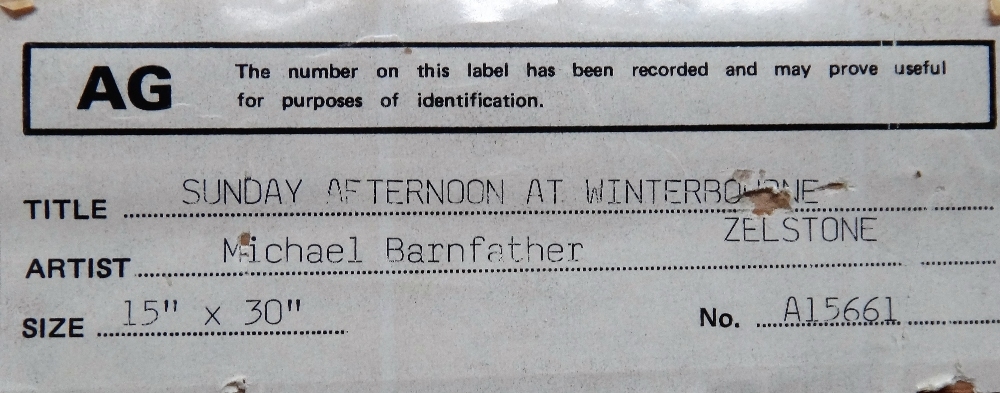 AG The number on this label has been recorded and may prove useful
for purposes of identification.
TITLE SUNDAY AFTERNOON AT WINTERBOURNE-
ZELSTONE
ARTIST Michael Barnfather
SIZE 15" x 30" No. A15661